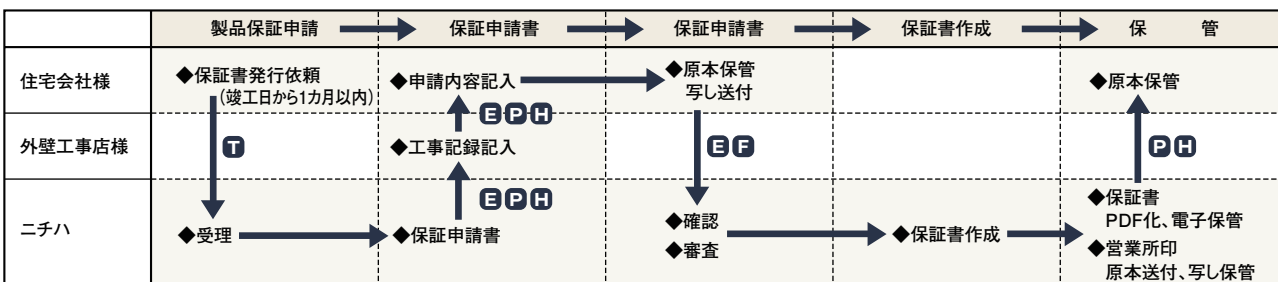 製品保証申請 保証申請書 保証申請書 保証書作成 保　　管
住宅会社様
◆保証書発行依頼
(竣工日から1カ月以内)
◆申請内容記入
◆原本保管
写し送付
◆原本保管
E P H
外壁工事店様
T
◆工事記録記入
E F
P H
E P H
ニチハ
◆受理
◆保証申請書
◆確認
◆審査
◆保証書作成
◆保証書
PDF化、電子保管
◆営業所印
原本送付、写し保管